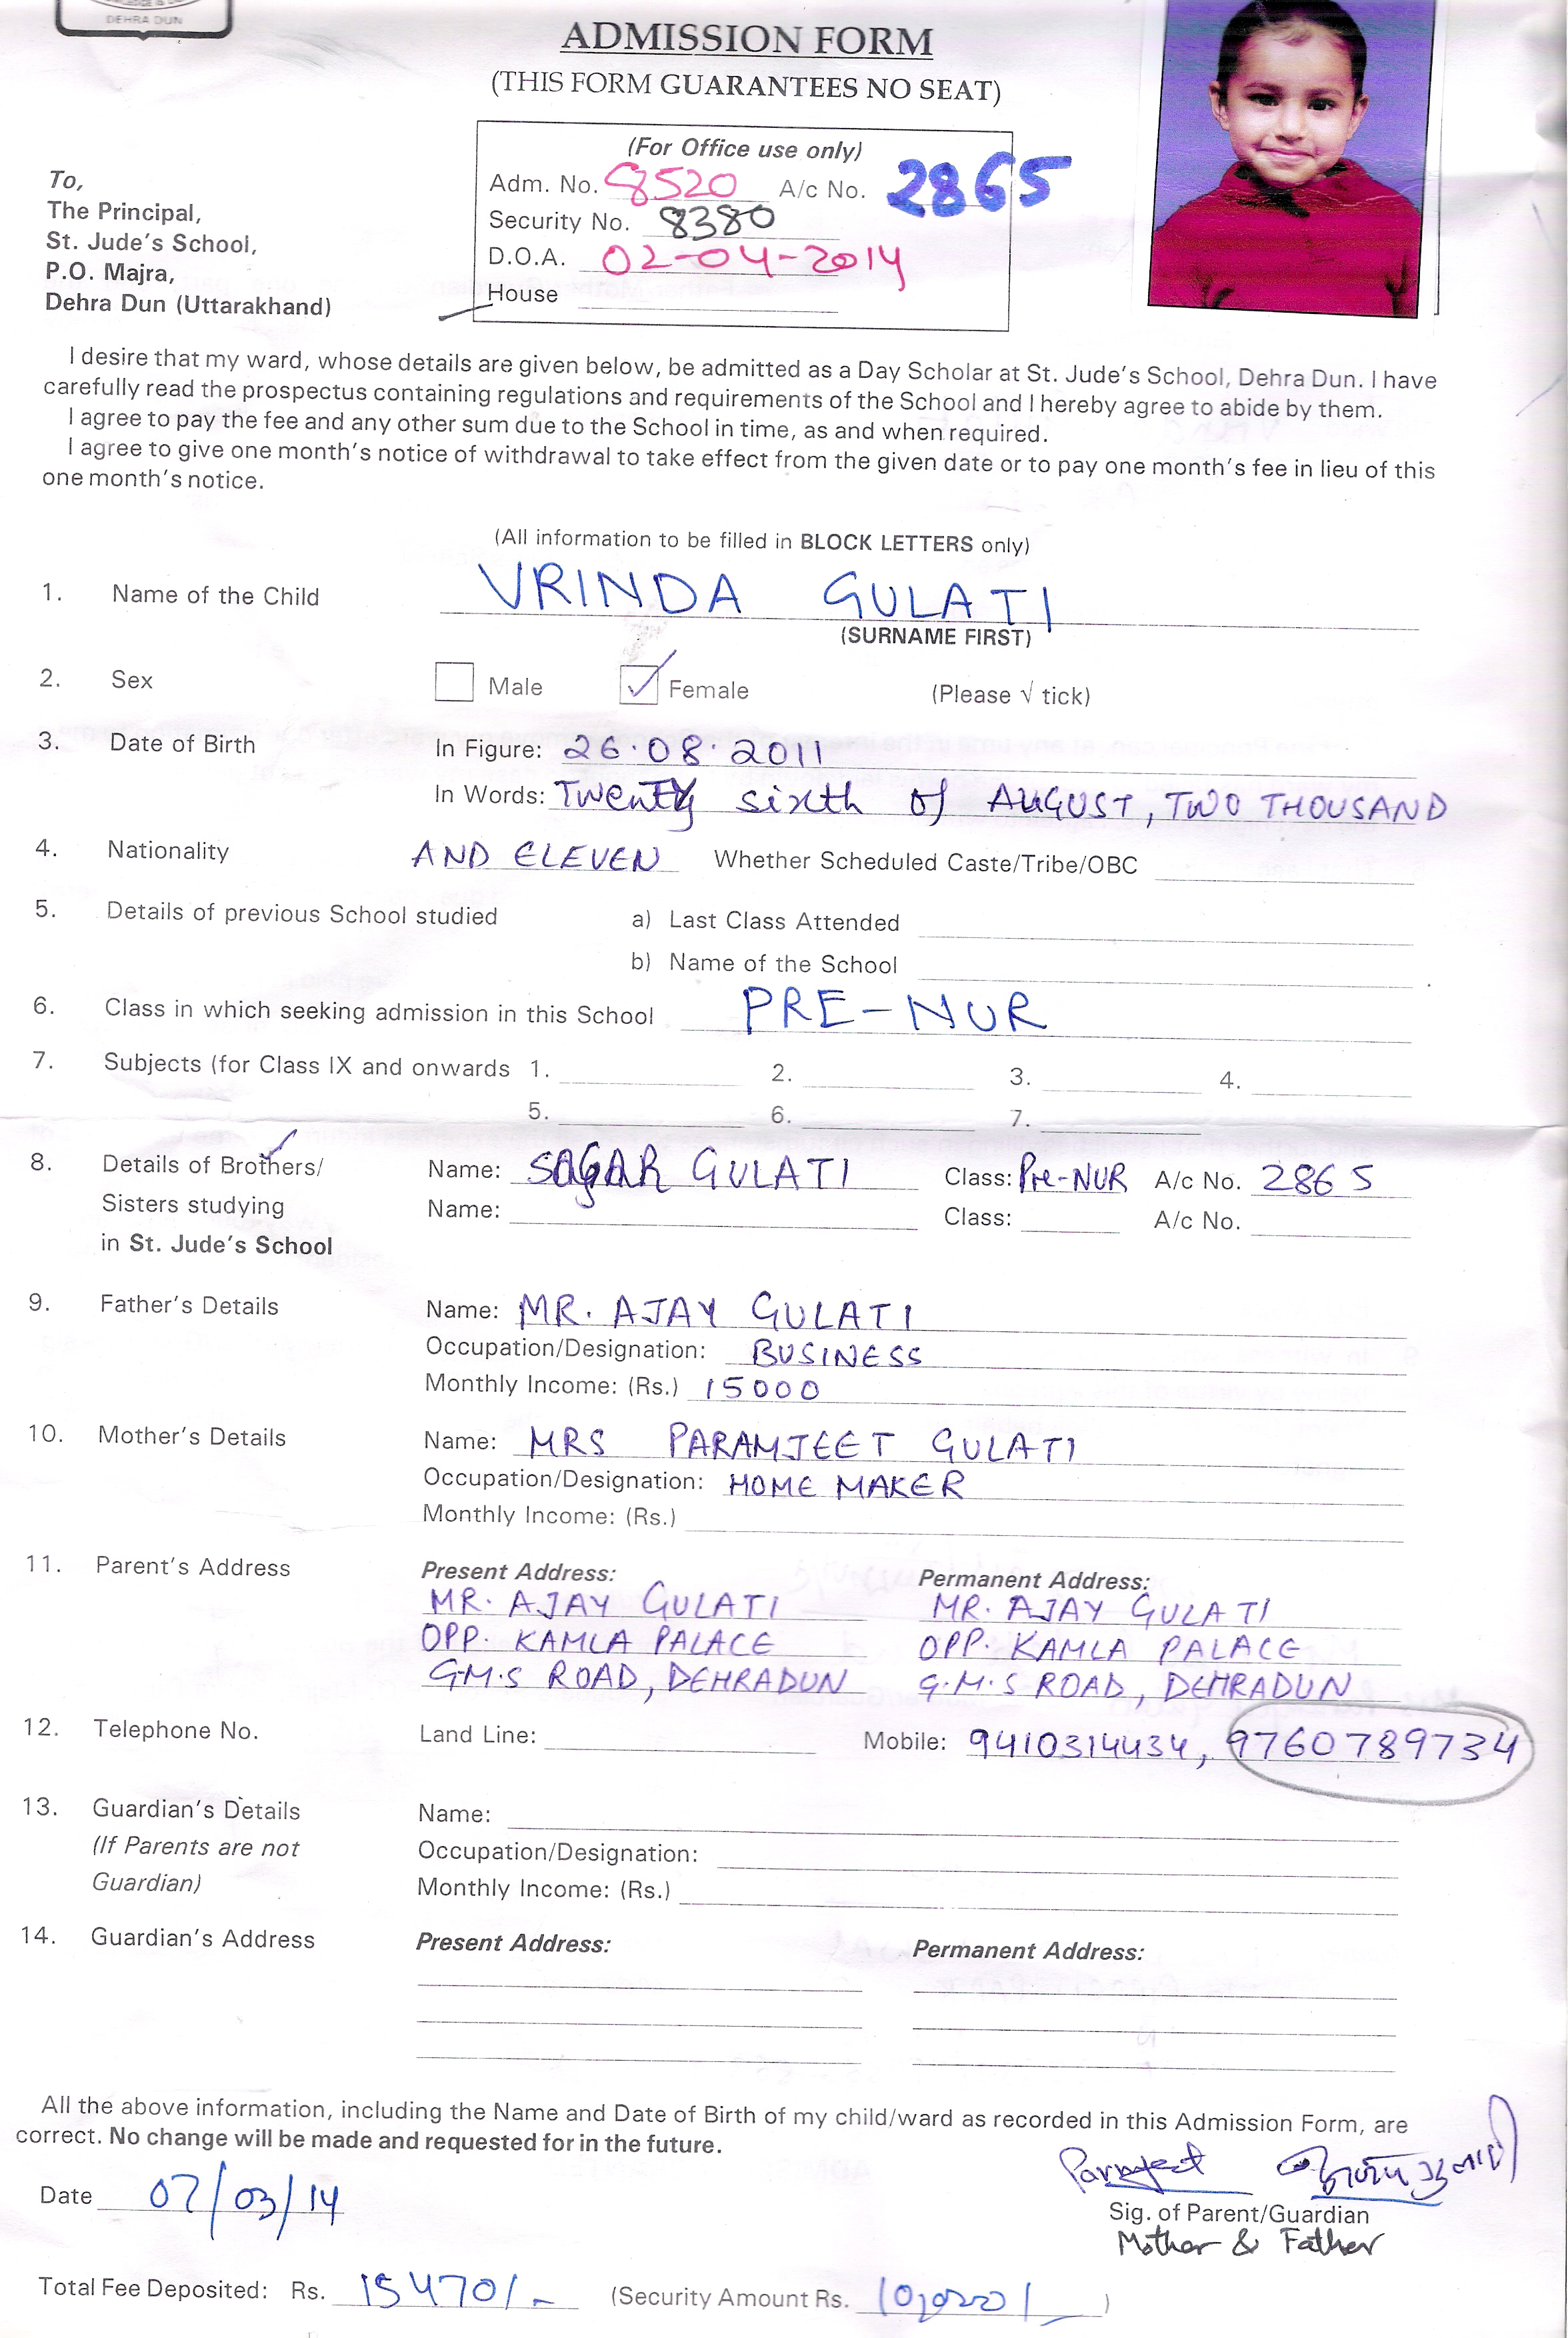 DEHRA DUN
ADMISSION FORM
(THIS FORM GUARANTEES NO SEAT)
(For Office use only)
Adm. No. 8520 A/c No. 2865
Security No. 8380
D.O.A. 02-04-2014
House
To,
The Principal,
St. Jude's School,
P.O. Majra,
Dehra Dun (Uttarakhand)
I desire that my ward, whose details are given below, be admitted as a Day Scholar at St. Jude's School, Dehra Dun. I have
carefully read the prospectus containing regulations and requirements of the School and I hereby agree to abide by them.
I agree to pay the fee and any other sum due to the School in time, as and when required.
I agree to give one month's notice of withdrawal to take effect from the given date or to pay one month's fee in lieu of this
one month's notice.
(All information to be filled in BLOCK LETTERS only)
1. Name of the Child VRINDA GULATI
(SURNAME FIRST)
2. Sex Male ✓ Female (Please √ tick)
3. Date of Birth In Figure: 26.08.2011
In Words: Twenty sixth of AUGUST, TWO THOUSAND
4. Nationality AND ELEVEN Whether Scheduled Caste/Tribe/OBC
5. Details of previous School studied a) Last Class Attended
b) Name of the School
6. Class in which seeking admission in this School PRE-NUR
7. Subjects (for Class IX and onwards 1. 2. 3. 4.
5. 6. 7.
8. Details of Brothers/ Name: SAGAR GULATI Class: Pre-NUR A/c No. 2865
Sisters studying Name: Class: A/c No.
in St. Jude's School
9. Father's Details Name: MR. AJAY GULATI
Occupation/Designation: BUSINESS
Monthly Income: (Rs.) 15000
10. Mother's Details Name: MRS PARAMJEET GULATI
Occupation/Designation: HOME MAKER
Monthly Income: (Rs.)
11. Parent's Address Present Address: Permanent Address:
MR. AJAY GULATI MR. AJAY GULATI
OPP. KAMLA PALACE OPP. KAMLA PALACE
G.M.S ROAD, DEHRADUN G.M.S ROAD, DEHRADUN
12. Telephone No. Land Line: Mobile: 9410314434, 9760789734
13. Guardian's Details Name:
(If Parents are not Occupation/Designation:
Guardian) Monthly Income: (Rs.)
14. Guardian's Address Present Address: Permanent Address:
All the above information, including the Name and Date of Birth of my child/ward as recorded in this Admission Form, are
correct. No change will be made and requested for in the future.
Date 07/03/14
Sig. of Parent/Guardian
Mother & Father
Total Fee Deposited: Rs. 15470/- (Security Amount Rs. 10,000/-)